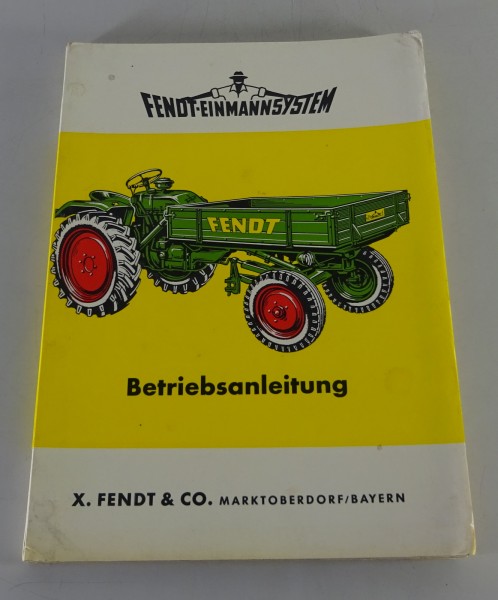 FENDT-EINMANNSYSTEM
FENDT
Betriebsanleitung
X. FENDT & CO. MARKTOBERDORF/BAYERN